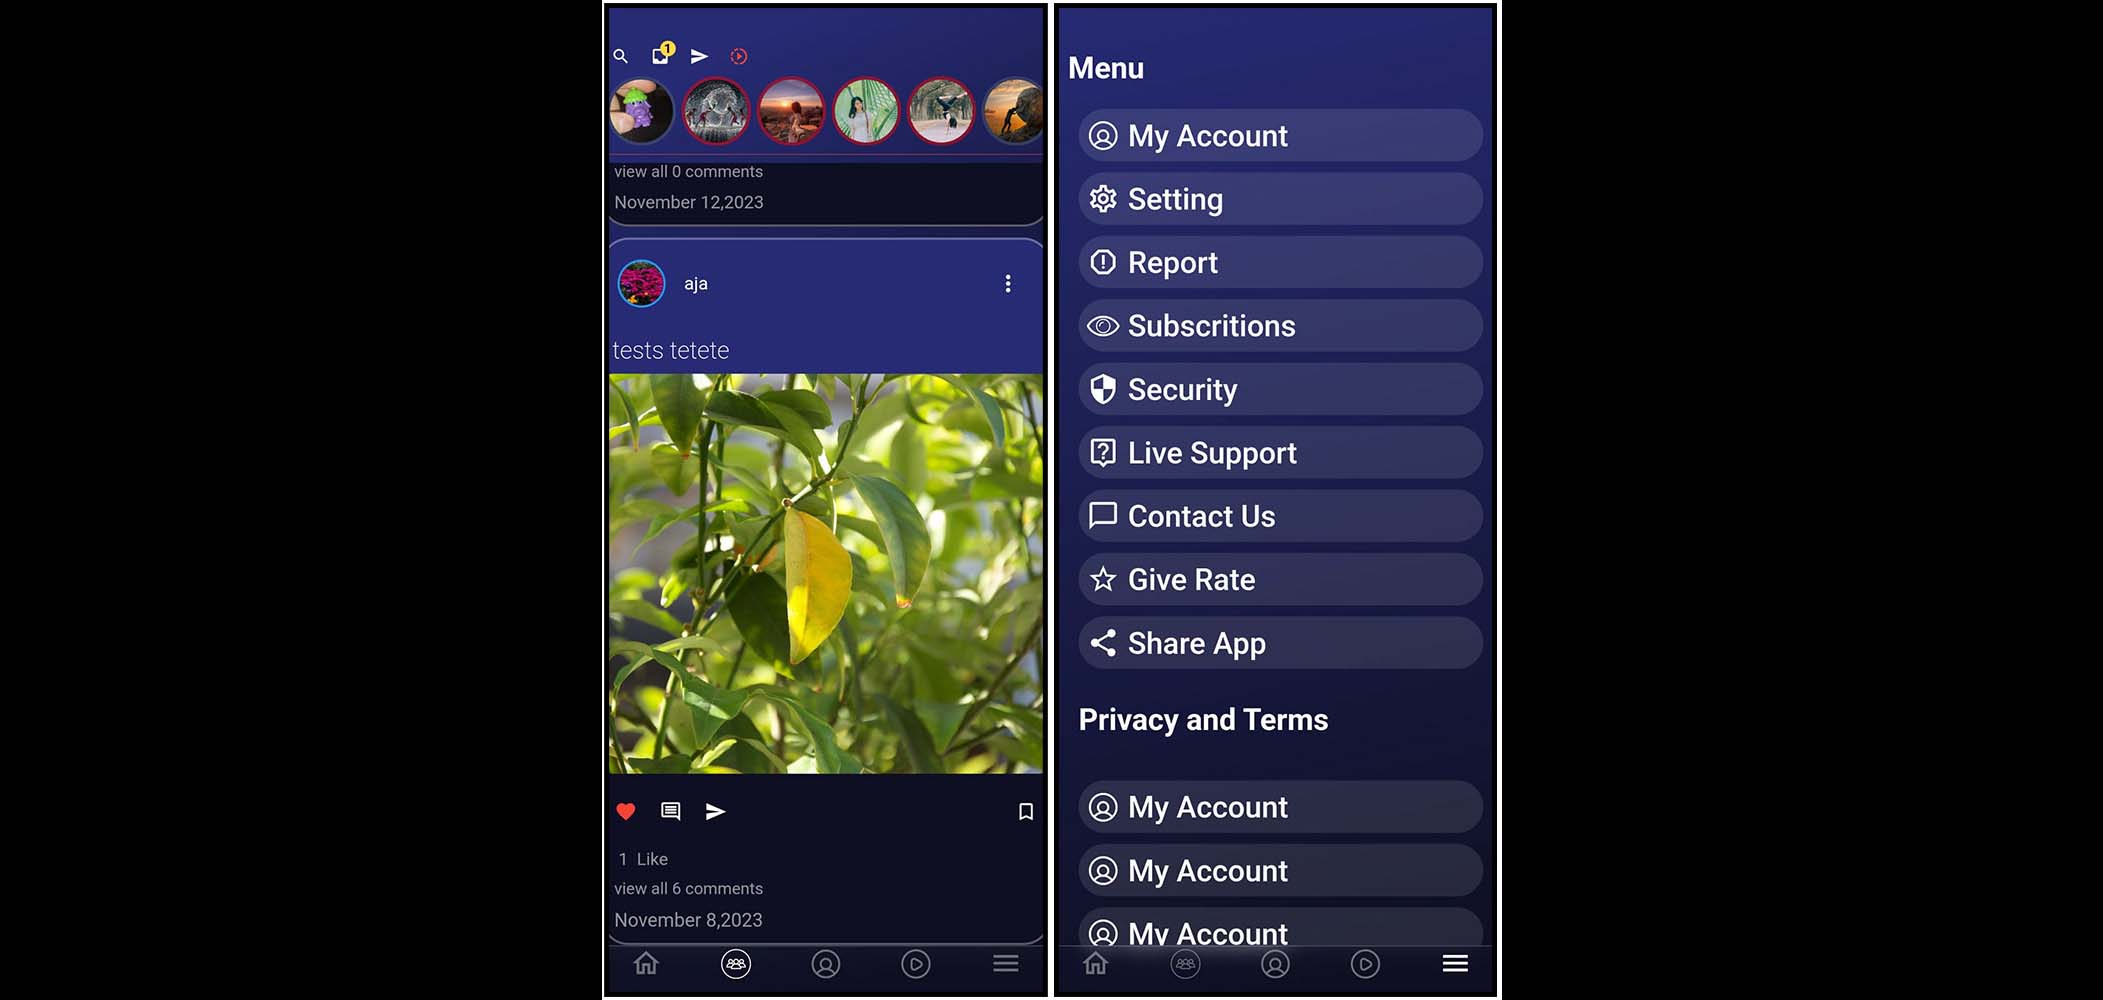 1
view all 0 comments
November 12,2023
aja
tests tetete
1 Like
view all 6 comments
November 8,2023
Menu
My Account
Setting
Report
Subscritions
Security
Live Support
Contact Us
Give Rate
Share App
Privacy and Terms
My Account
My Account
My Account